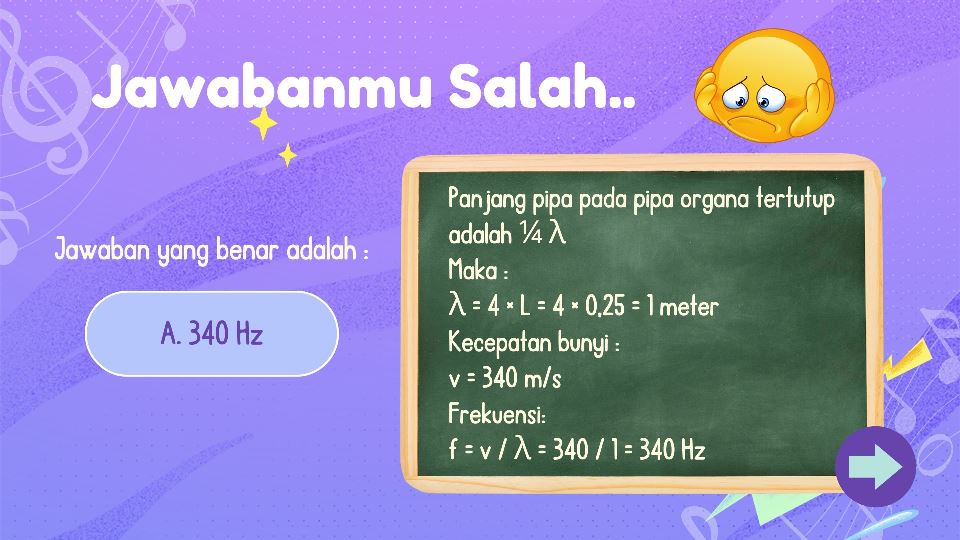 Jawabanmu Salah..
Jawaban yang benar adalah :
A. 340 Hz
Panjang pipa pada pipa organa tertutup
adalah ¼ λ
Maka :
λ = 4 × L = 4 × 0,25 = 1 meter
Kecepatan bunyi :
v = 340 m/s
Frekuensi:
f = v / λ = 340 / 1 = 340 Hz